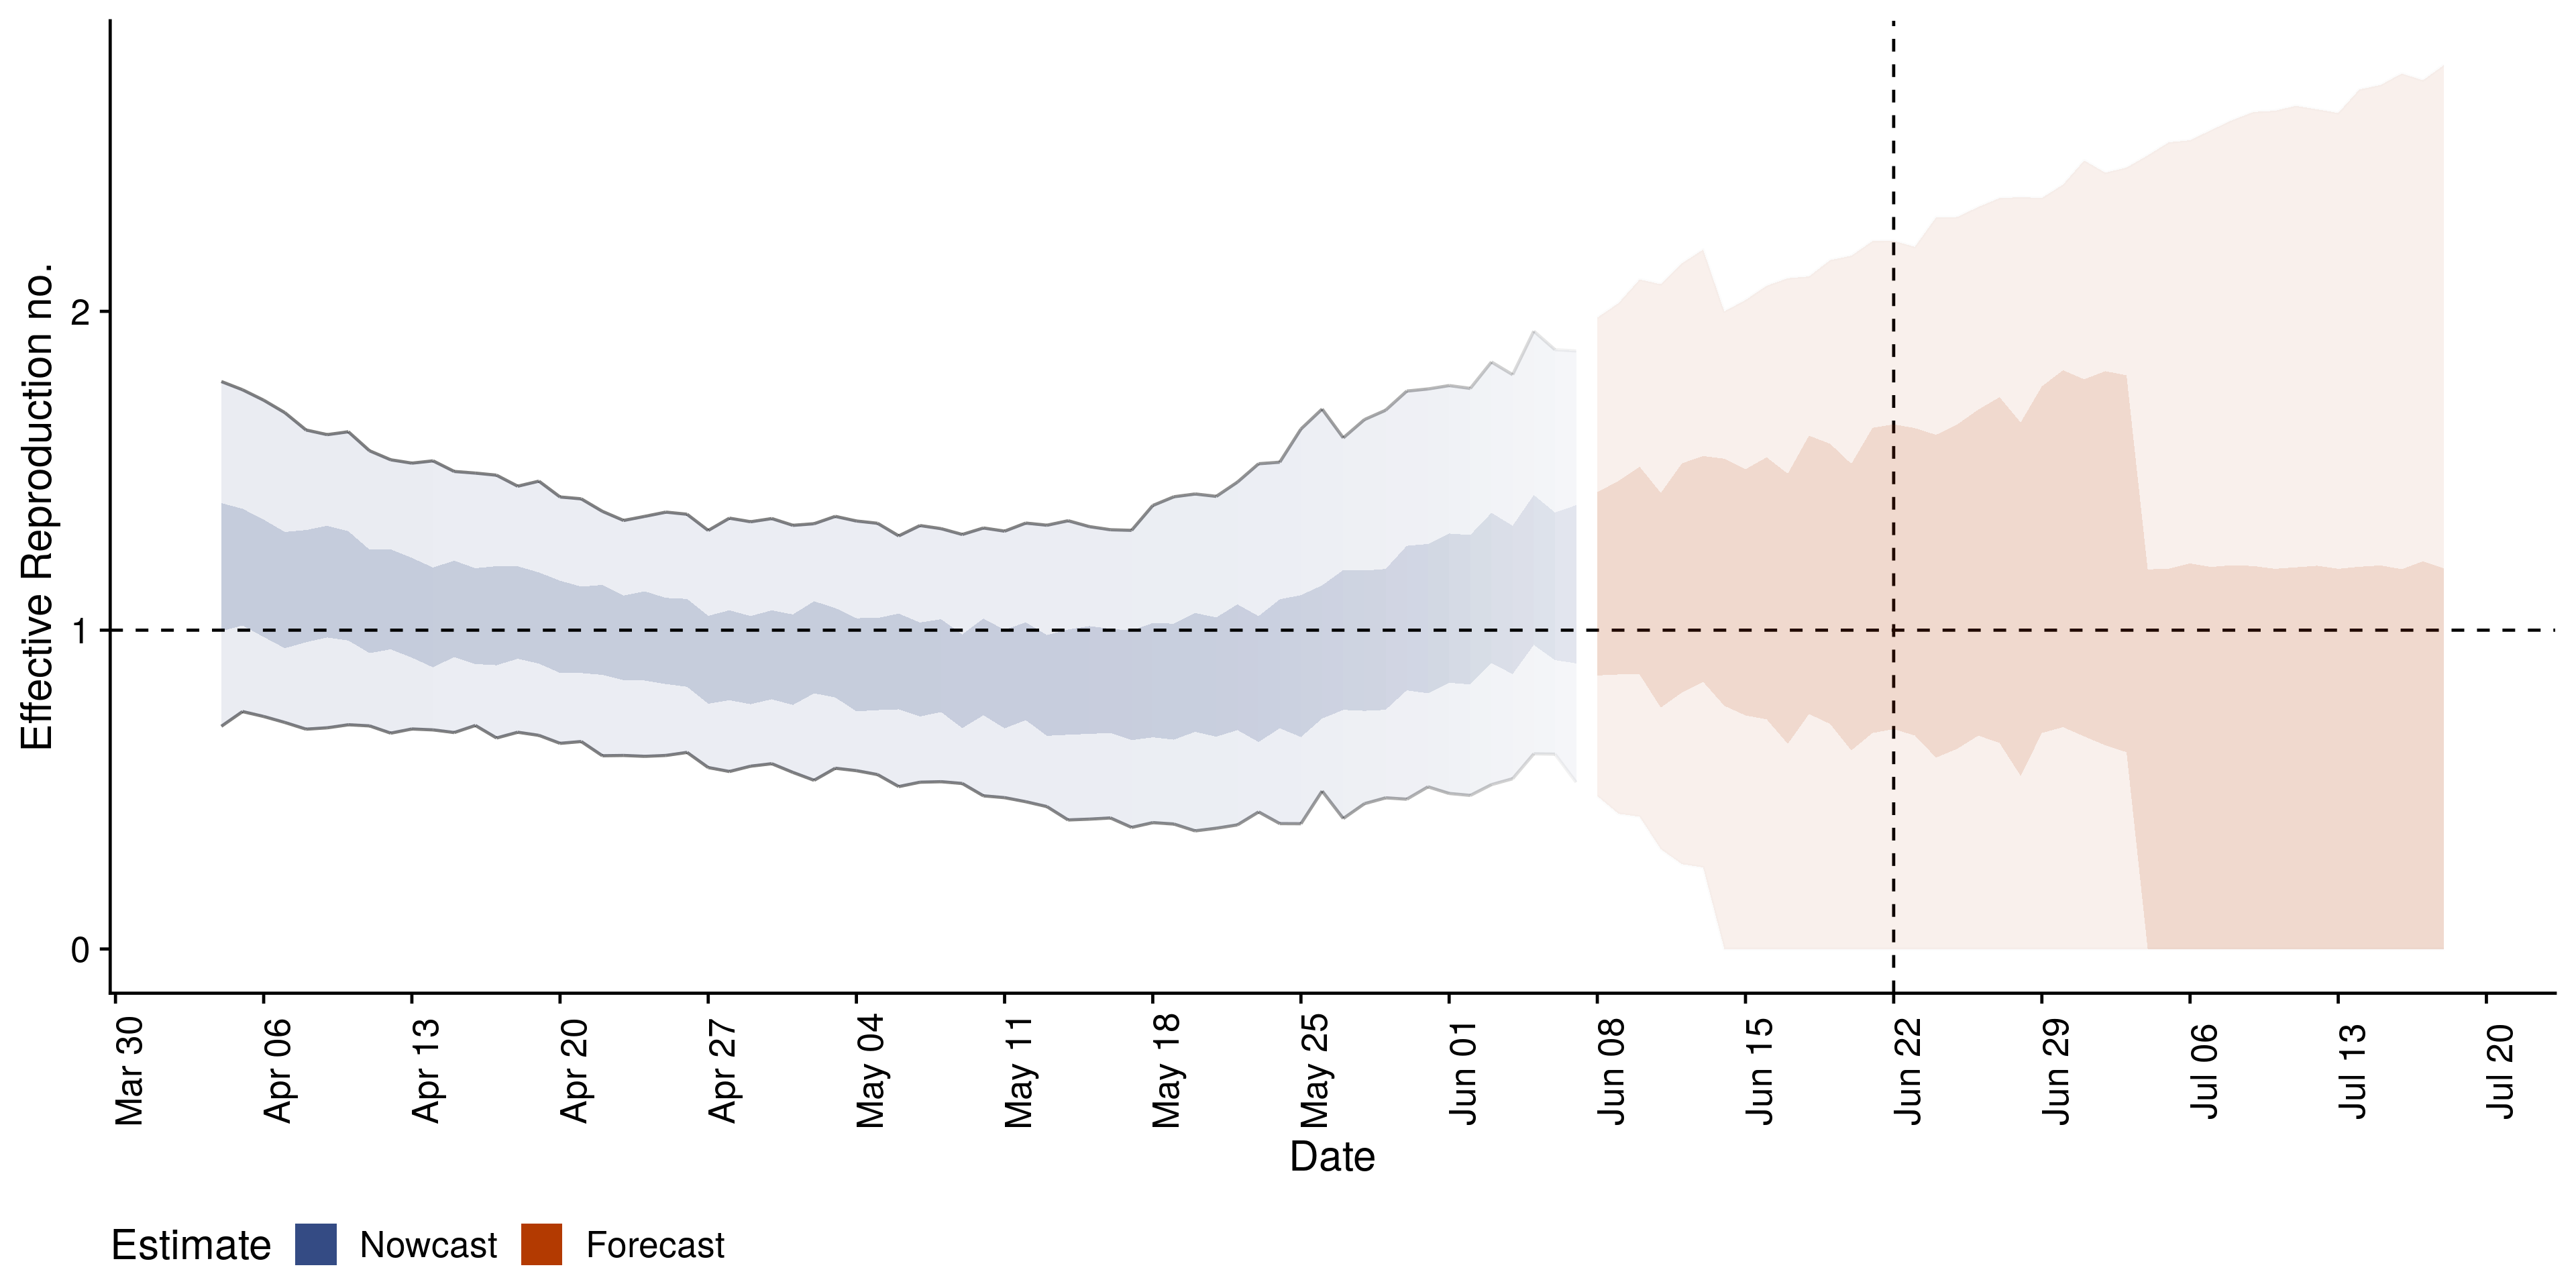 Effective Reproduction no.
2
1
0
Mar 30
Apr 06
Apr 13
Apr 20
Apr 27
May 04
May 11
May 18
May 25
Jun 01
Jun 08
Jun 15
Jun 22
Jun 29
Jul 06
Jul 13
Jul 20
Date
Estimate Nowcast Forecast